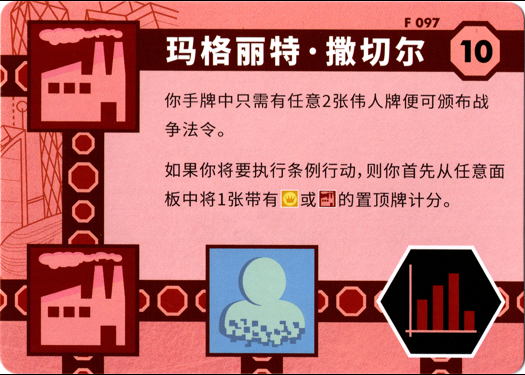 F 097
玛格丽特·撒切尔
10
你手牌中只需有任意2张伟人牌便可颁布战
争法令。
如果你将要执行条例行动,则你首先从任意面
板中将1张带有或的置顶牌计分。